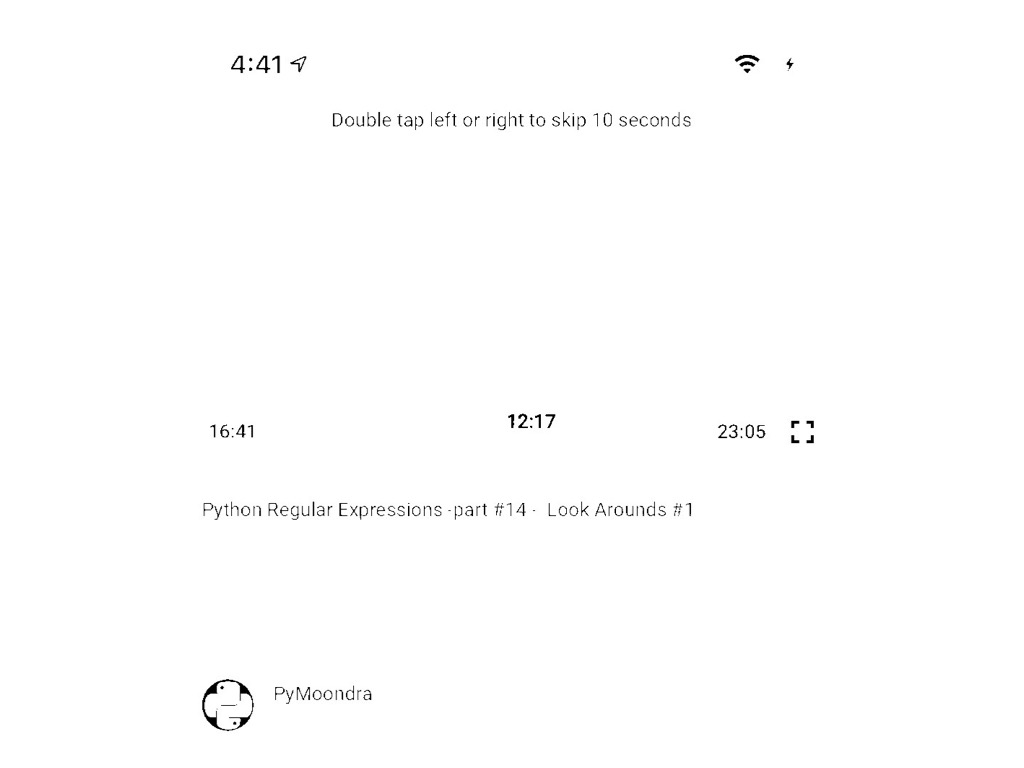 4:41
Double tap left or right to skip 10 seconds
12:17
16:41 23:05
Python Regular Expressions -part #14 - Look Arounds #1
PyMoondra